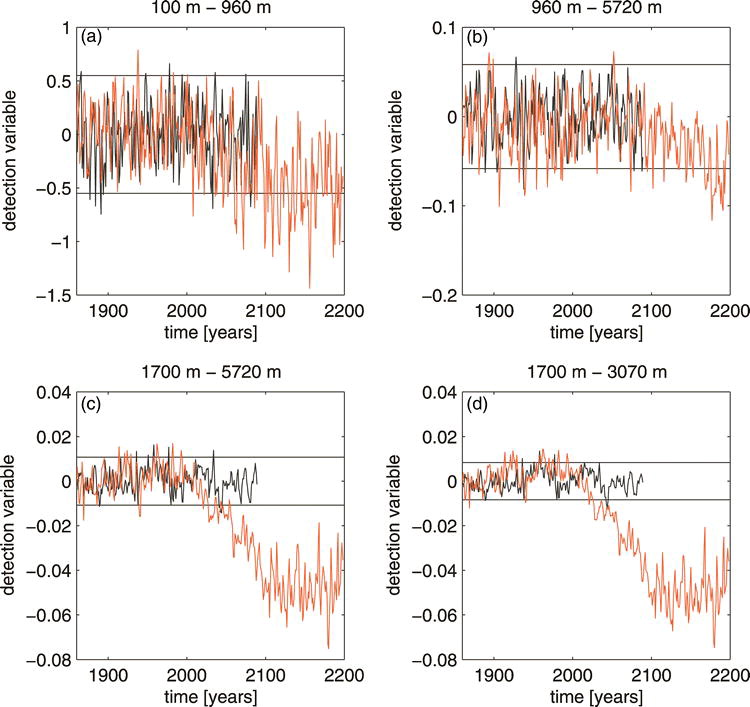 100 m − 960 m
(a)
1
0.5
0
−0.5
−1
−1.5
detection variable
1900
2000
2100
2200
time [years]
960 m − 5720 m
(b)
0.1
0
−0.1
−0.2
detection variable
1900
2000
2100
2200
time [years]
1700 m − 5720 m
(c)
0.04
0.02
0
−0.02
−0.04
−0.06
−0.08
detection variable
1900
2000
2100
2200
time [years]
1700 m − 3070 m
(d)
0.04
0.02
0
−0.02
−0.04
−0.06
−0.08
detection variable
1900
2000
2100
2200
time [years]